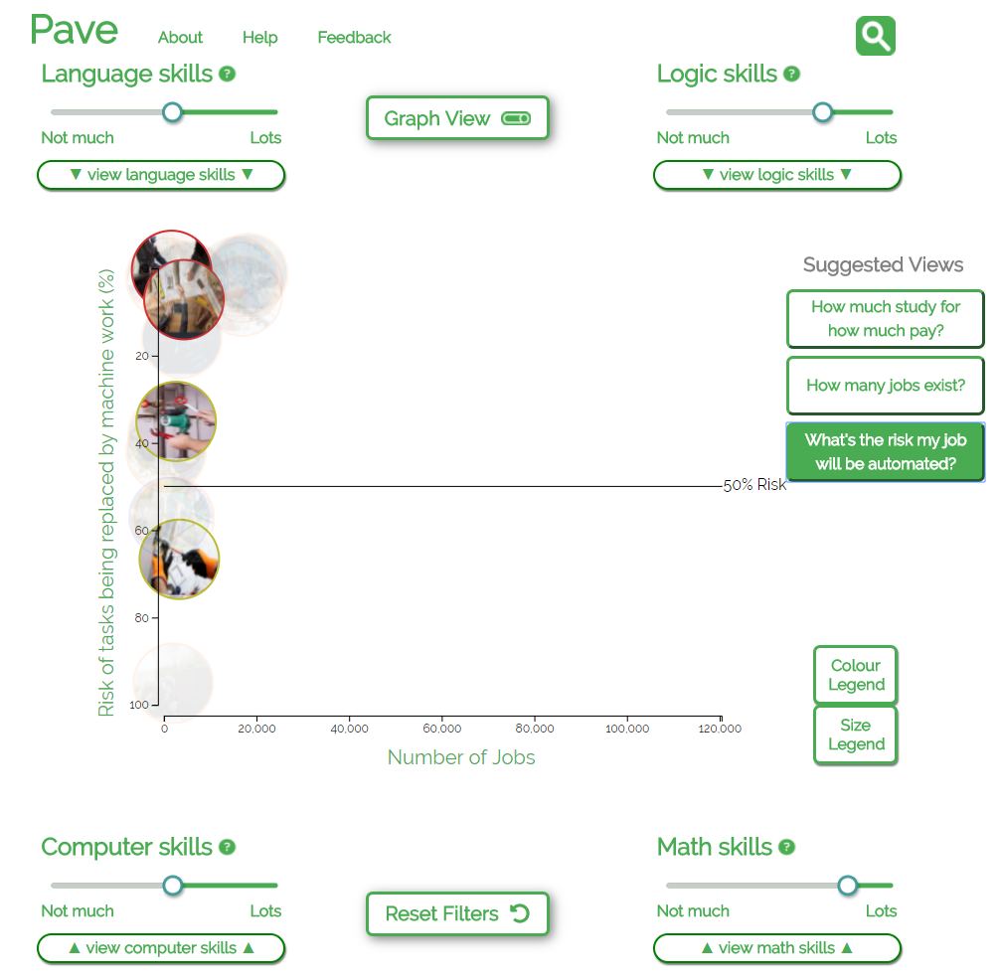 Pave
About
Help
Feedback
Language skills ?
Not much
Lots
▼ view language skills ▼
Graph View
Logic skills ?
Not much
Lots
▼ view logic skills ▼
Suggested Views
How much study for
how much pay?
How many jobs exist?
What's the risk my job
will be automated?
Risk of tasks being replaced by machine work (%)
20
40
50% Risk
60
80
100
0
20,000
40,000
60,000
80,000
100,000
120,000
Number of Jobs
Colour
Legend
Size
Legend
Computer skills ?
Not much
Lots
▲ view computer skills ▲
Reset Filters
Math skills ?
Not much
Lots
▲ view math skills ▲